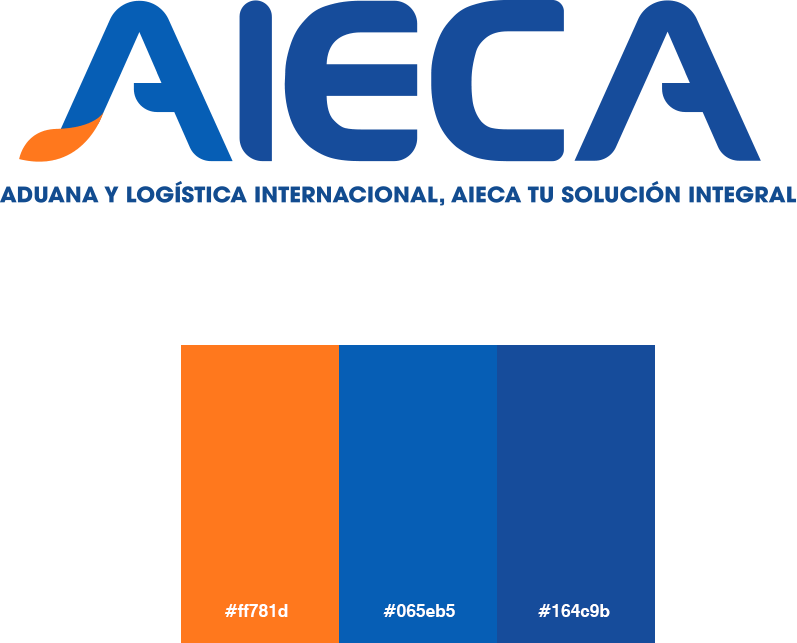 AIECA
ADUANA Y LOGÍSTICA INTERNACIONAL, AIECA TU SOLUCIÓN INTEGRAL
#ff781d #065eb5 #164c9b